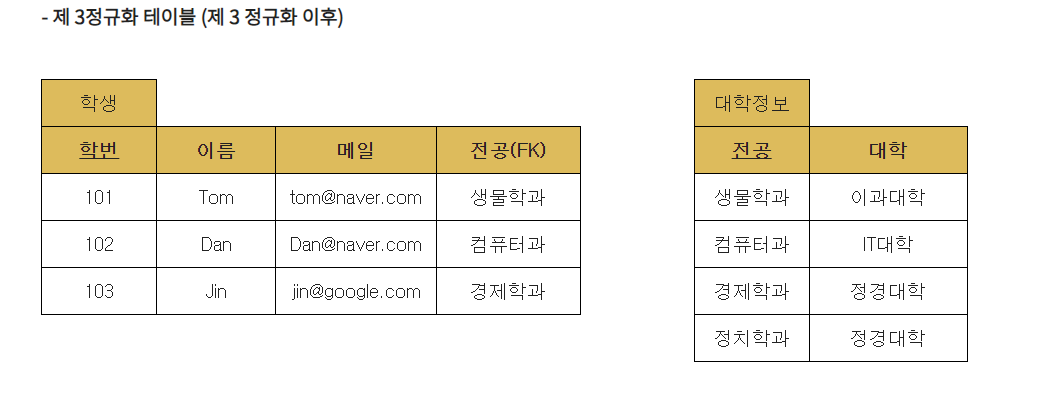 - 제 3정규화 테이블 (제 3 정규화 이후)
학생
학번 이름 메일 전공(FK)
101 Tom tom@naver.com 생물학과
102 Dan Dan@naver.com 컴퓨터과
103 Jin jin@google.com 경제학과
대학정보
전공 대학
생물학과 이과대학
컴퓨터과 IT대학
경제학과 정경대학
정치학과 정경대학